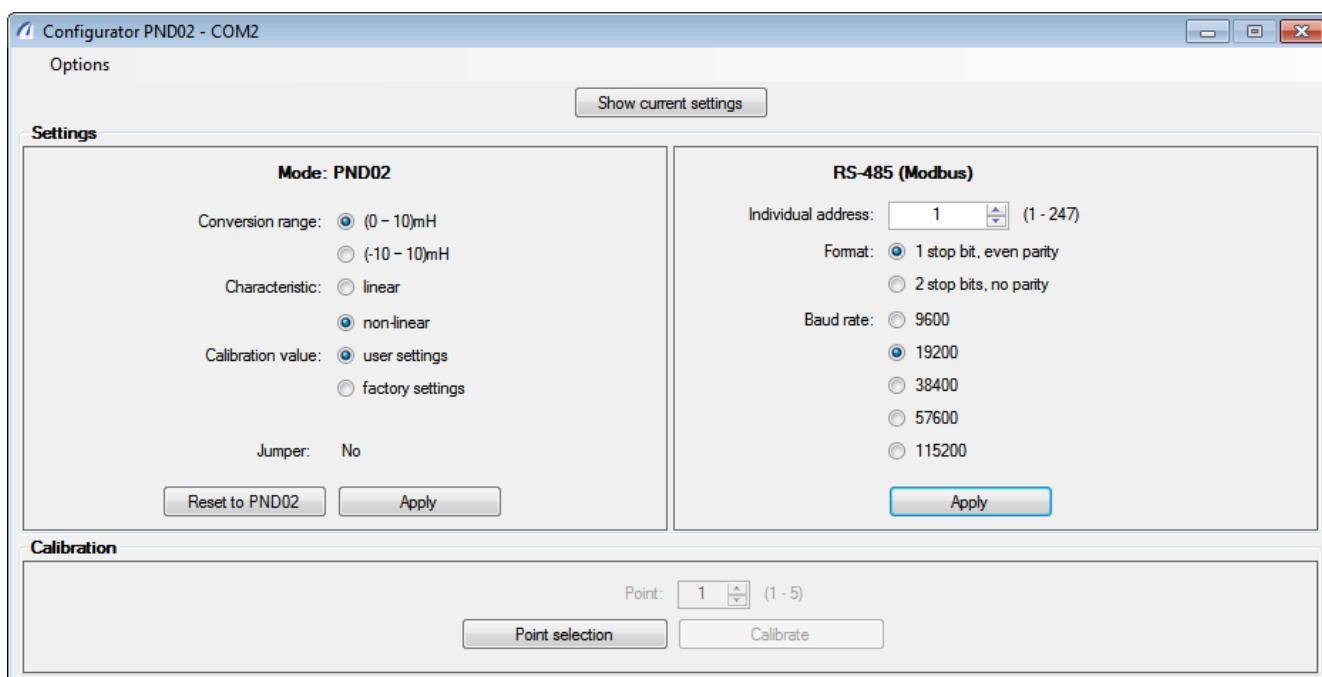 Configurator PND02 - COM2
Options
Show current settings
Settings
Mode: PND02
Conversion range: (0 – 10)mH
(-10 – 10)mH
Characteristic: linear
non-linear
Calibration value: user settings
factory settings
Jumper: No
Reset to PND02 Apply
RS-485 (Modbus)
Individual address: 1 (1 - 247)
Format: 1 stop bit, even parity
2 stop bits, no parity
Baud rate: 9600
19200
38400
57600
115200
Apply
Calibration
Point: 1 (1 - 5)
Point selection Calibrate